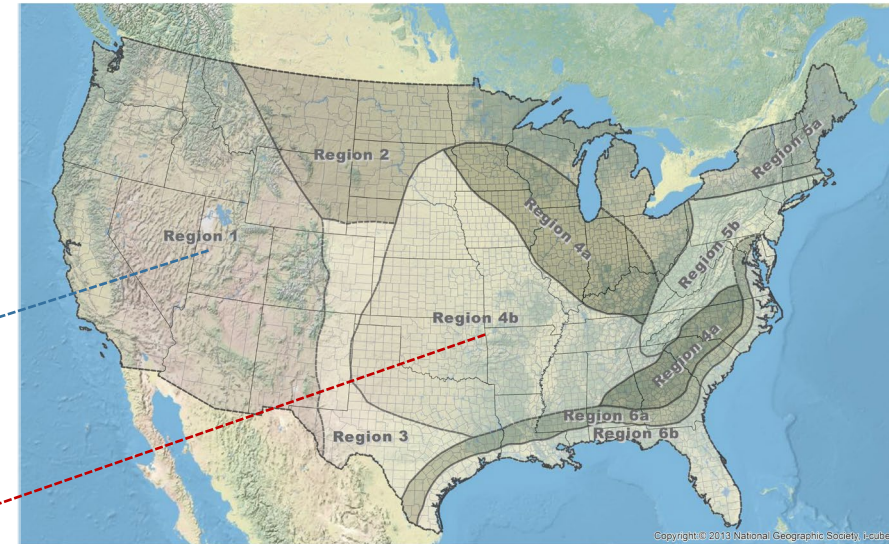 Region 5a
Region 2
Region 4a
Region 1
Region 5b
Region 4b
Region 4a
Region 6a
Region 3
Region 6b
Copyright © 2013 National Geographic Society, i-cube